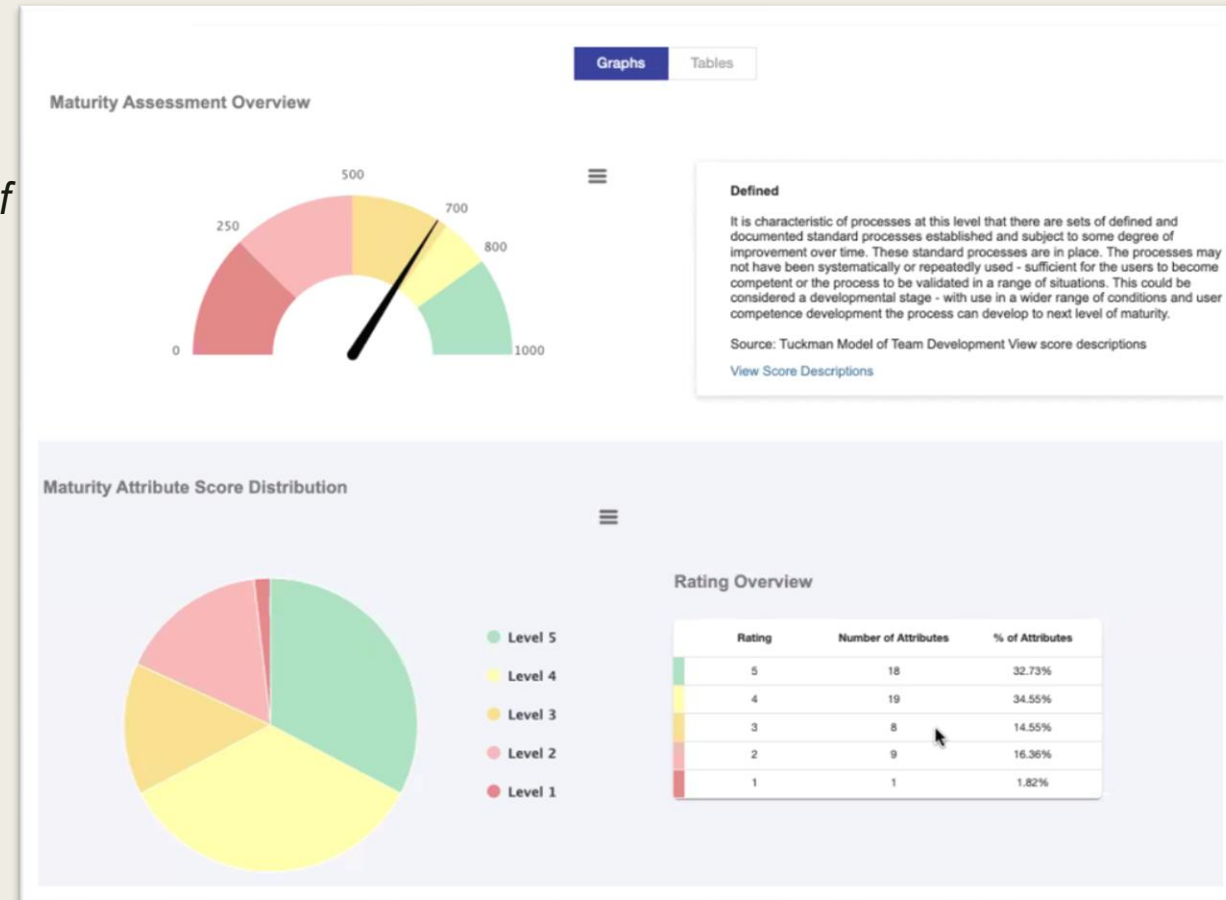 Graphs Tables
Maturity Assessment Overview
f
0
250
500
700
800
1000
Defined
It is characteristic of processes at this level that there are sets of defined and
documented standard processes established and subject to some degree of
improvement over time. These standard processes are in place. The processes may
not have been systematically or repeatedly used - sufficient for the users to become
competent or the process to be validated in a range of situations. This could be
considered a developmental stage - with use in a wider range of conditions and user
competence development the process can develop to next level of maturity.
Source: Tuckman Model of Team Development View score descriptions
View Score Descriptions
Maturity Attribute Score Distribution
Level 5
Level 4
Level 3
Level 2
Level 1
Rating Overview
Rating Number of Attributes % of Attributes
5 18 32.73%
4 19 34.55%
3 8 14.55%
2 9 16.36%
1 1 1.82%